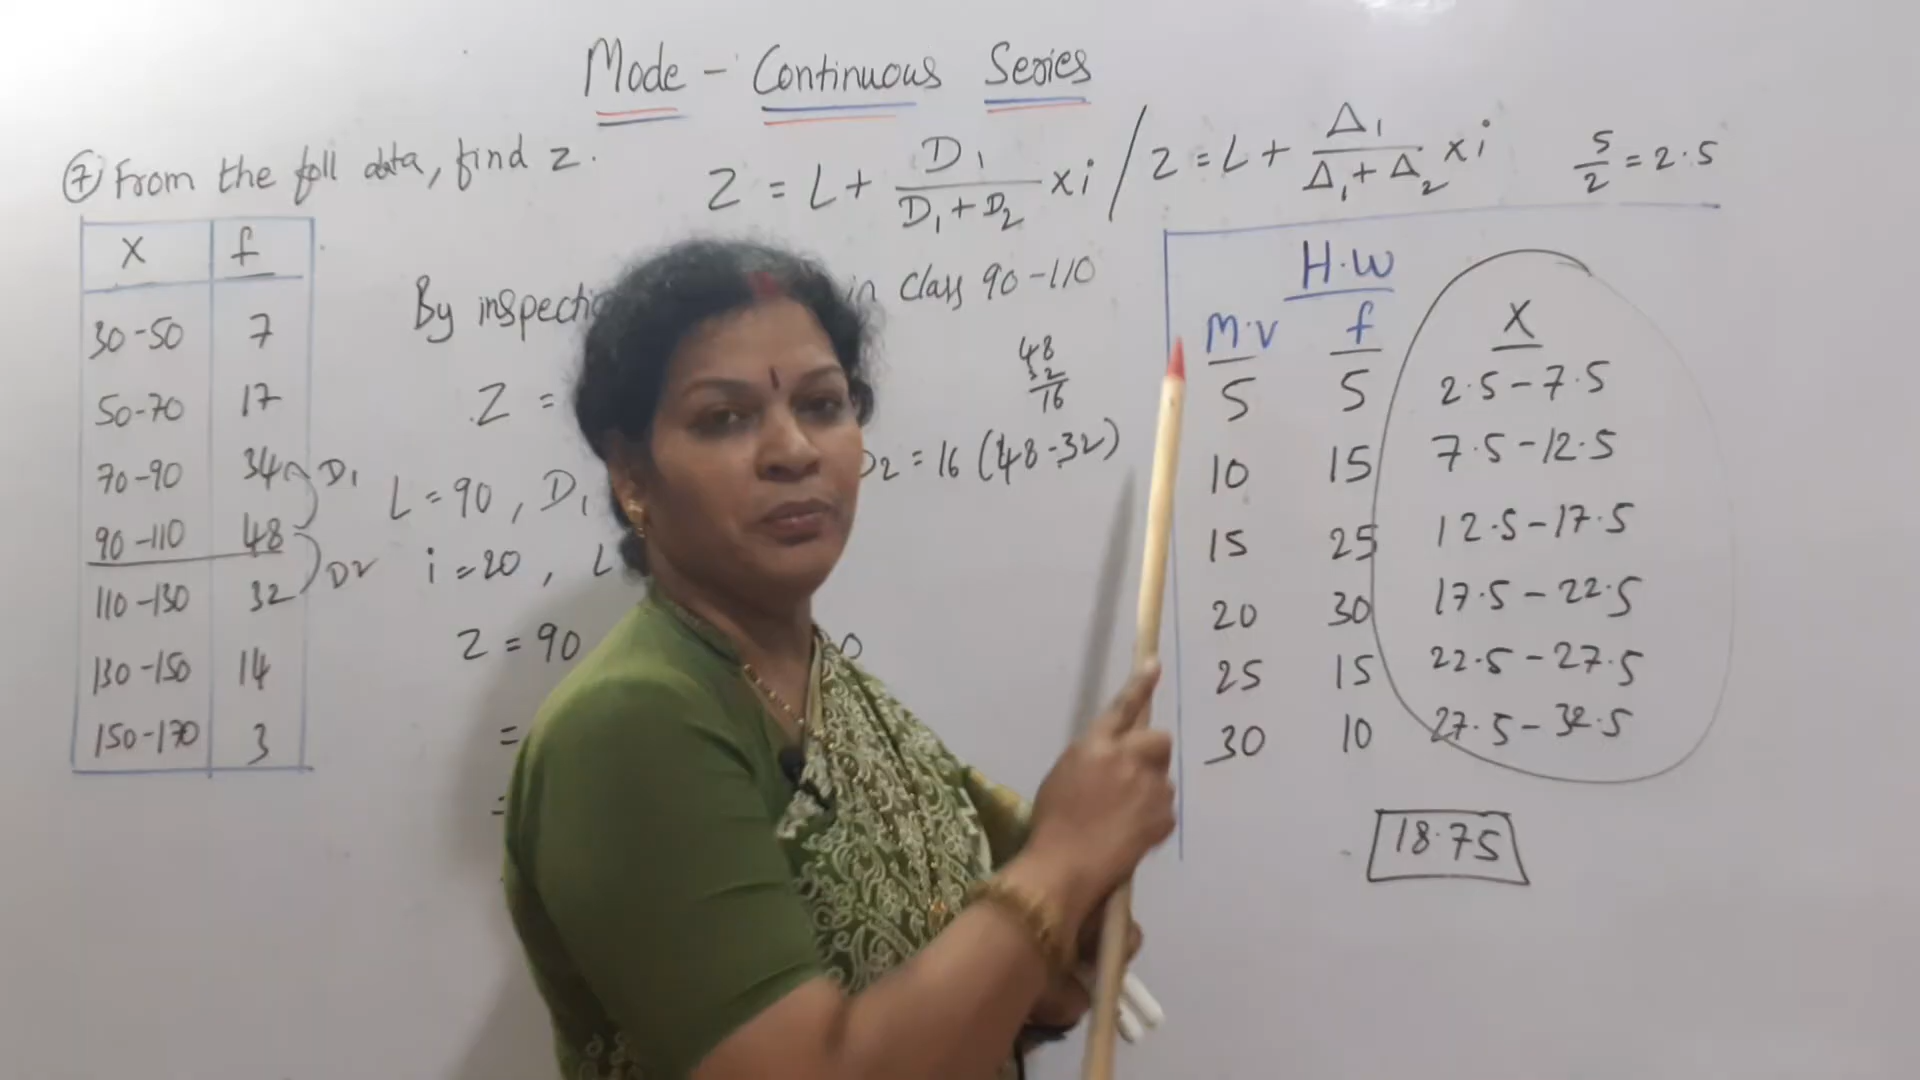 Mode - Continuous Series
⑦ From the foll data, find Z.
Z = L + D1 / D1 + D2 x i / Z = L + Δ1 / Δ1 + Δ2 x i
5/2 = 2.5
X f
30-50 7
50-70 17
70-90 34 D1
90-110 48
110-130 32 D2
130-150 14
150-170 3
in class 90-110
Z =
48
32
16
L = 90, D1
D2 = 16 (48-32)
i = 20, L
Z = 90
=
=
H.W
M.V f X
5 5 2.5-7.5
10 15 7.5-12.5
15 25 12.5-17.5
20 30 17.5-22.5
25 15 22.5-27.5
30 10 27.5-32.5
18.75